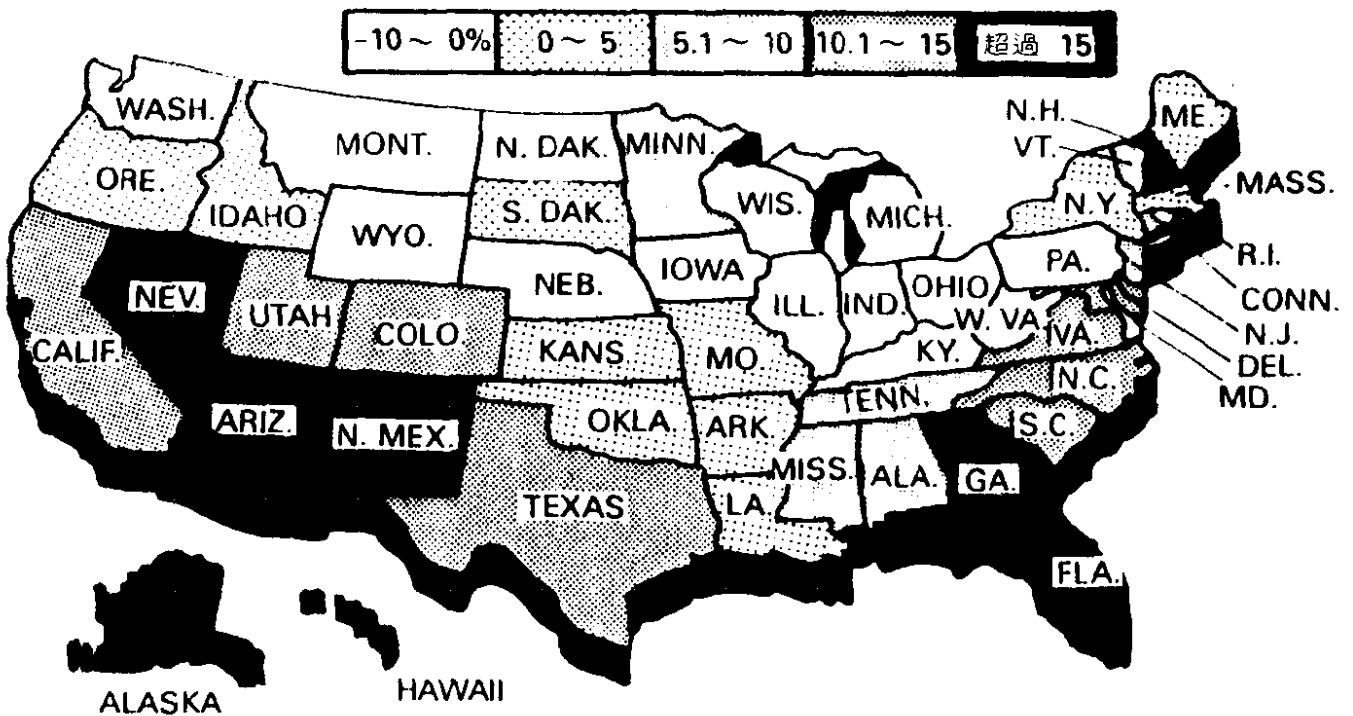 -10～0% 0～5 5.1～10 10.1～15 超過 15
WASH.
MONT.
N. DAK.
MINN.
N.H.
ME.
VT.
ORE.
IDAHO
S. DAK.
WIS.
MICH.
N.Y.
MASS.
WYO.
NEB.
IOWA
PA.
R.I.
NEV.
UTAH
COLO.
ILL.
IND.
OHIO
CONN.
W. VA
VA.
N.J.
CALIF.
KANS
MO.
KY.
DEL.
MD.
N.C.
ARIZ.
N. MEX.
OKLA.
ARK.
TENN.
S.C.
TEXAS
LA.
MISS.
ALA.
GA.
FLA.
ALASKA
HAWAII